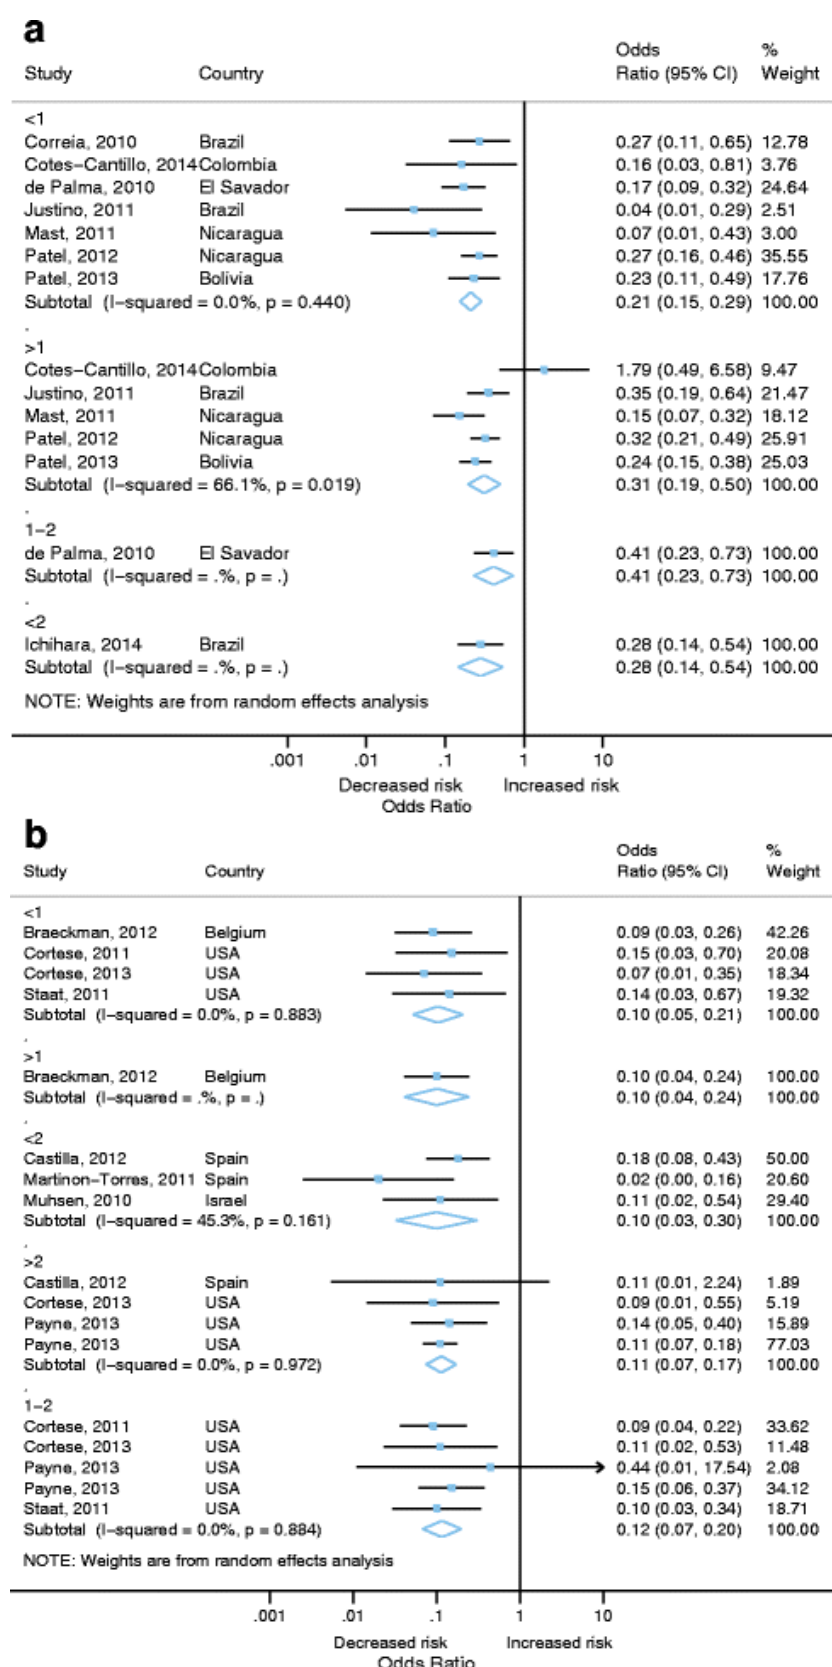 a
Odds %
Study Country Ratio (95% CI) Weight
<1
Correia, 2010 Brazil 0.27 (0.11, 0.65) 12.78
Cotes-Cantillo, 2014 Colombia 0.16 (0.03, 0.81) 3.76
de Palma, 2010 El Savador 0.17 (0.09, 0.32) 24.64
Justino, 2011 Brazil 0.04 (0.01, 0.29) 2.51
Mast, 2011 Nicaragua 0.07 (0.01, 0.43) 3.00
Patel, 2012 Nicaragua 0.27 (0.16, 0.46) 35.55
Patel, 2013 Bolivia 0.23 (0.11, 0.49) 17.76
Subtotal (I-squared = 0.0%, p = 0.440) 0.21 (0.15, 0.29) 100.00
.
>1
Cotes-Cantillo, 2014 Colombia 1.79 (0.49, 6.58) 9.47
Justino, 2011 Brazil 0.35 (0.19, 0.64) 21.47
Mast, 2011 Nicaragua 0.15 (0.07, 0.32) 18.12
Patel, 2012 Nicaragua 0.32 (0.21, 0.49) 25.91
Patel, 2013 Bolivia 0.24 (0.15, 0.38) 25.03
Subtotal (I-squared = 66.1%, p = 0.019) 0.31 (0.19, 0.50) 100.00
.
1-2
de Palma, 2010 El Savador 0.41 (0.23, 0.73) 100.00
Subtotal (I-squared = .%, p = .) 0.41 (0.23, 0.73) 100.00
.
<2
Ichihara, 2014 Brazil 0.28 (0.14, 0.54) 100.00
Subtotal (I-squared = .%, p = .) 0.28 (0.14, 0.54) 100.00
NOTE: Weights are from random effects analysis
.001 .01 .1 1 10
Decreased risk Increased risk
Odds Ratio
b
Odds %
Study Country Ratio (95% CI) Weight
<1
Braeckman, 2012 Belgium 0.09 (0.03, 0.26) 42.26
Cortese, 2011 USA 0.15 (0.03, 0.70) 20.08
Cortese, 2013 USA 0.07 (0.01, 0.35) 18.34
Staat, 2011 USA 0.14 (0.03, 0.67) 19.32
Subtotal (I-squared = 0.0%, p = 0.883) 0.10 (0.05, 0.21) 100.00
.
>1
Braeckman, 2012 Belgium 0.10 (0.04, 0.24) 100.00
Subtotal (I-squared = .%, p = .) 0.10 (0.04, 0.24) 100.00
.
<2
Castilla, 2012 Spain 0.18 (0.08, 0.43) 50.00
Martinon-Torres, 2011 Spain 0.02 (0.00, 0.16) 20.60
Muhsen, 2010 Israel 0.11 (0.02, 0.54) 29.40
Subtotal (I-squared = 45.3%, p = 0.161) 0.10 (0.03, 0.30) 100.00
.
>2
Castilla, 2012 Spain 0.11 (0.01, 2.24) 1.89
Cortese, 2013 USA 0.09 (0.01, 0.55) 5.19
Payne, 2013 USA 0.14 (0.05, 0.40) 15.89
Payne, 2013 USA 0.11 (0.07, 0.18) 77.03
Subtotal (I-squared = 0.0%, p = 0.972) 0.11 (0.07, 0.17) 100.00
.
1-2
Cortese, 2011 USA 0.09 (0.04, 0.22) 33.62
Cortese, 2013 USA 0.11 (0.02, 0.53) 11.48
Payne, 2013 USA 0.44 (0.01, 17.54) 2.08
Payne, 2013 USA 0.15 (0.06, 0.37) 34.12
Staat, 2011 USA 0.10 (0.03, 0.34) 18.71
Subtotal (I-squared = 0.0%, p = 0.884) 0.12 (0.07, 0.20) 100.00
NOTE: Weights are from random effects analysis
.001 .01 .1 1 10
Decreased risk Increased risk
Odds Ratio